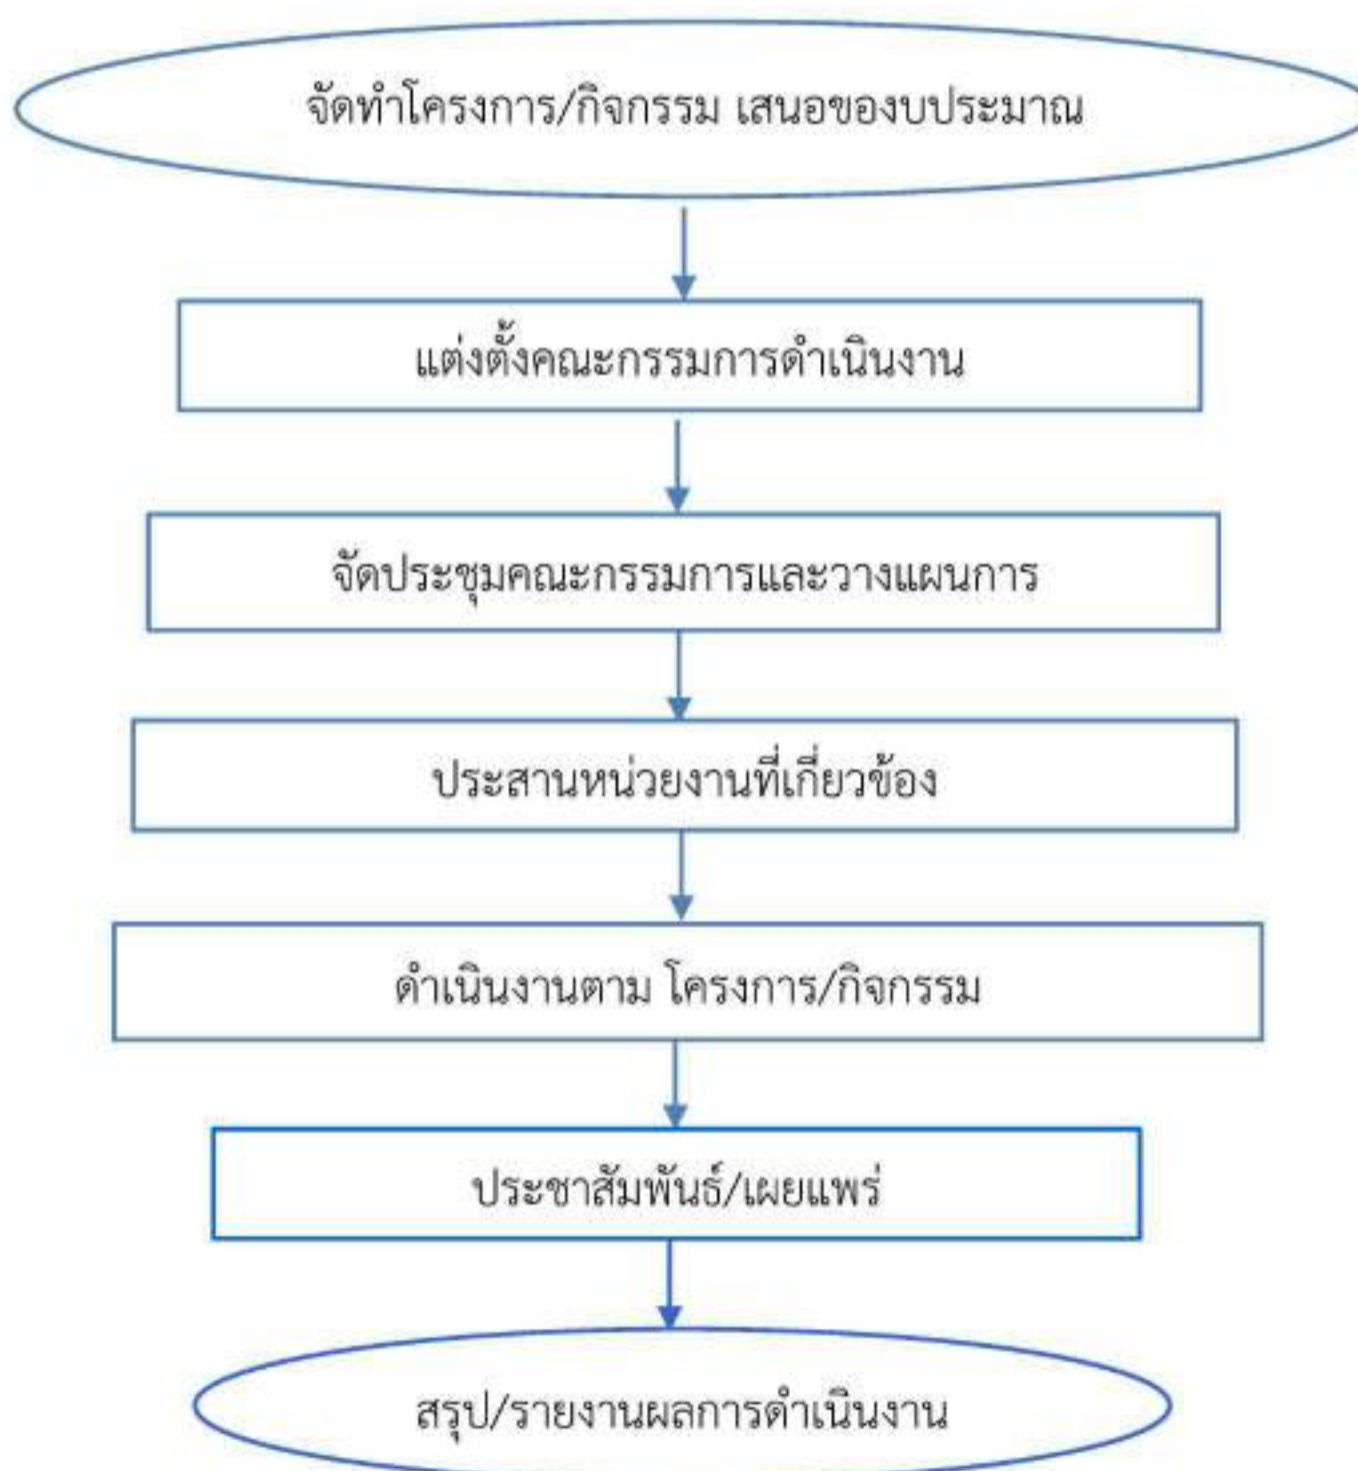 จัดทำโครงการ/กิจกรรม เสนอของบประมาณ
แต่งตั้งคณะกรรมการดำเนินงาน
จัดประชุมคณะกรรมการและวางแผนการ
ประสานหน่วยงานที่เกี่ยวข้อง
ดำเนินงานตาม โครงการ/กิจกรรม
ประชาสัมพันธ์/เผยแพร่
สรุป/รายงานผลการดำเนินงาน